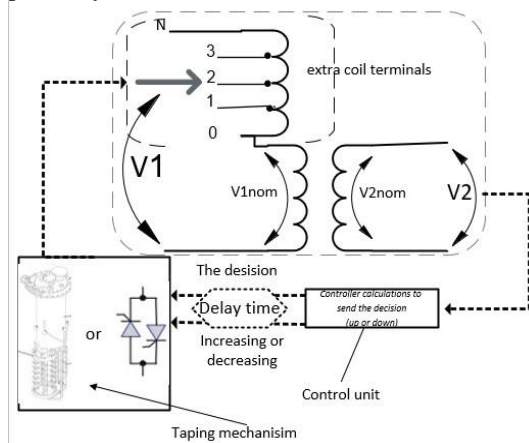 N
3
extra coil terminals
2
1
0
V1
V1nom
V2nom
V2
The desision
Delay time
Controller calculations to
send the decision
(up or down)
or
Increasing or
decreasing
Control unit
Taping mechanisim